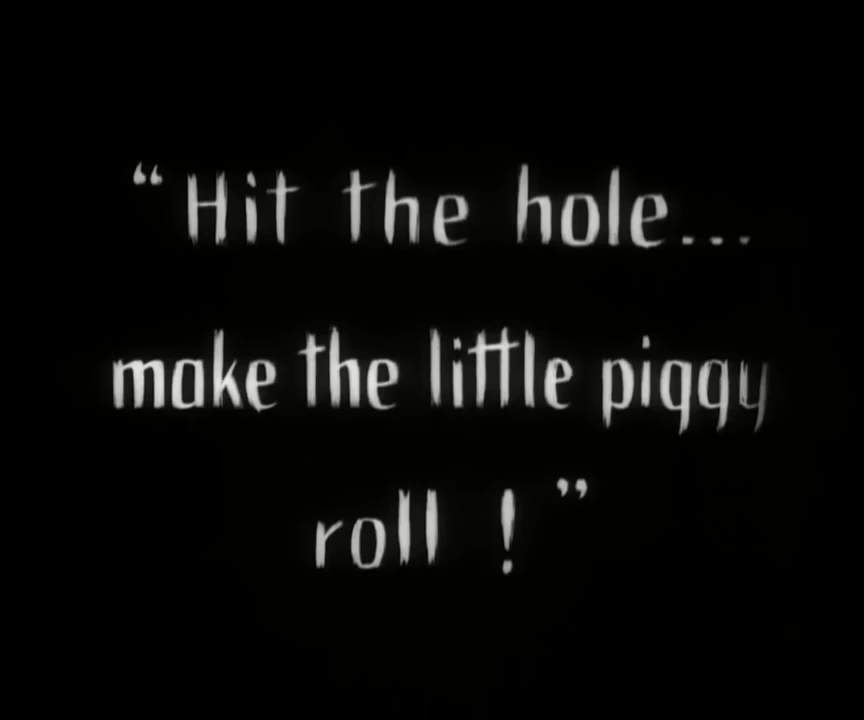 “Hit the hole...
make the little piggy
roll !”